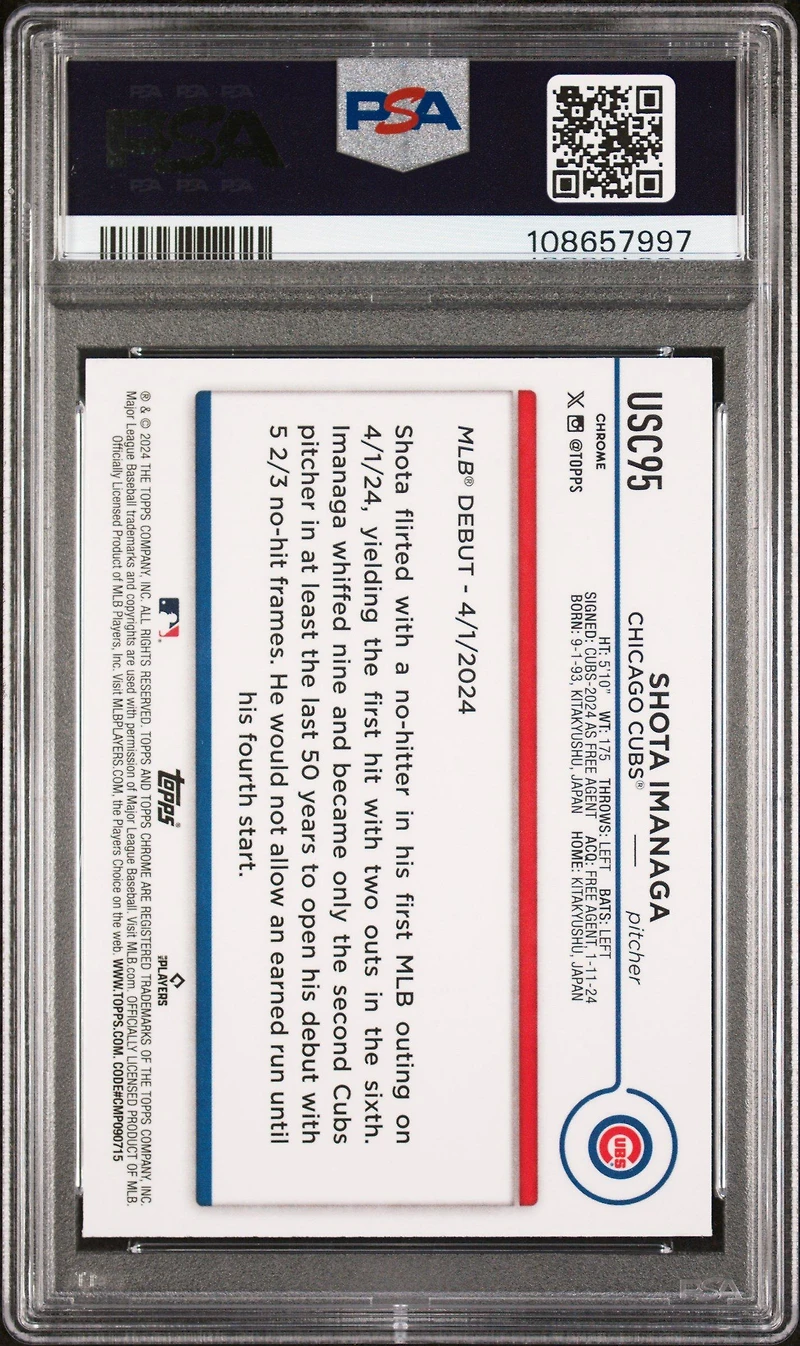 PSA PSA PSA
PSA
PSA PSA PSA
PSA
108657997
USC95
CHROME
@TOPPS
SHOTA IMANAGA
CHICAGO CUBS® — pitcher
HT: 5'10" WT: 175 THROWS: LEFT BATS: LEFT
SIGNED: CUBS-2024 AS FREE AGENT ACQ: FREE AGENT, 1-11-24
BORN: 9-1-93, KITAKYUSHU, JAPAN HOME: KITAKYUSHU, JAPAN
CUBS
MLB® DEBUT - 4/1/2024
Shota flirted with a no-hitter in his first MLB outing on
4/1/24, yielding the first hit with two outs in the sixth.
Imanaga whiffed nine and became only the second Cubs
pitcher in at least the last 50 years to open his debut with
5 2/3 no-hit frames. He would not allow an earned run until
his fourth start.
topps®
PLAYERS
® & © 2024 THE TOPPS COMPANY, INC. ALL RIGHTS RESERVED. TOPPS AND TOPPS CHROME ARE REGISTERED TRADEMARKS OF THE TOPPS COMPANY, INC.
Major League Baseball trademarks and copyrights are used with permission of Major League Baseball. Visit MLB.com. OFFICIALLY LICENSED PRODUCT OF MLB
Officially Licensed Product of MLB Players, Inc. Visit MLBPLAYERS.COM, the Players Choice on the web. WWW.TOPPS.COM. CODE#CMP090715
PSA